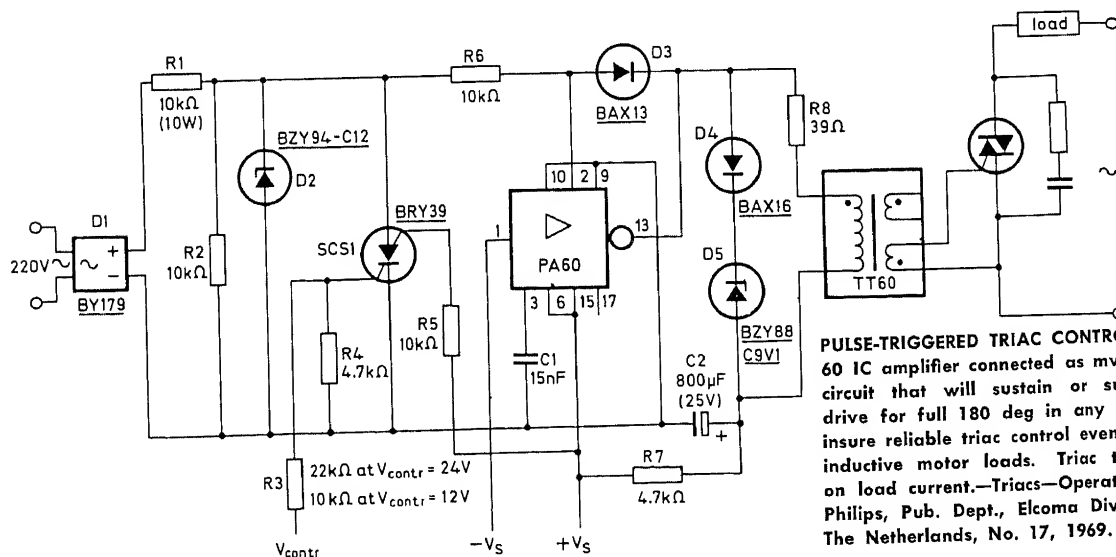 load
R1
10kΩ
(10W)
R6
10kΩ
D3
BAX13
R8
39Ω
BZY94-C12
D2
D4
BAX16
10 2 9
BRY39
1
13
PA60
SCS1
D1
+
−
220V
BY179
R2
10kΩ
R5
10kΩ
D5
BZY88
C9V1
TT60
3 6 15 17
R4
4.7kΩ
C1
15nF
C2
800µF
(25V)
+
R3
22kΩ at Vcontr = 24V
10kΩ at Vcontr = 12V
R7
4.7kΩ
Vcontr
−VS
+VS
PULSE-TRIGGERED TRIAC CONTRO
60 IC amplifier connected as mv
circuit that will sustain or su
drive for full 180 deg in any
insure reliable triac control even
inductive motor loads. Triac t
on load current.—Triacs—Operat
Philips, Pub. Dept., Elcoma Div
The Netherlands, No. 17, 1969.